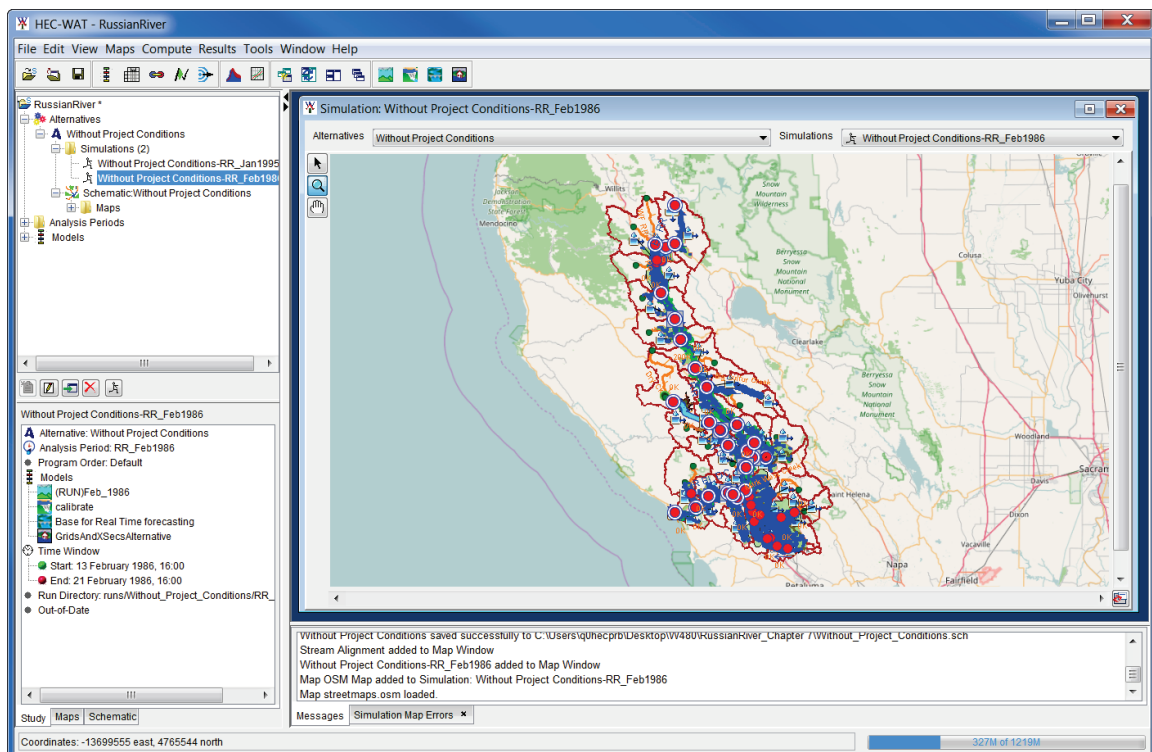 HEC-WAT - RussianRiver
File Edit View Maps Compute Results Tools Window Help
RussianRiver *
Alternatives
Without Project Conditions
Simulations (2)
Without Project Conditions-RR_Jan1995
Without Project Conditions-RR_Feb198
Schematic:Without Project Conditions
Maps
Analysis Periods
Models
Without Project Conditions-RR_Feb1986
Alternative: Without Project Conditions
Analysis Period: RR_Feb1986
Program Order: Default
Models
(RUN)Feb_1986
calibrate
Base for Real Time forecasting
GridsAndXSecsAlternative
Time Window
Start: 13 February 1986, 16:00
End: 21 February 1986, 16:00
Run Directory: runs/Without_Project_Conditions/RR_
Out-of-Date
Study Maps Schematic
Simulation: Without Project Conditions-RR_Feb1986
Alternatives Without Project Conditions Simulations Without Project Conditions-RR_Feb1986
Willits
Jackson
Demonstration
State Forest
Mendocino
Snow
Mountain
Wilderness
Berryessa
Snow
Mountain
National
Monument
Colusa
Yuba City
Olivehurst
Clearlake
Berryessa
Snow
Mountain
National
Monument
Woodland
Sacram
Davis
Saint Helena
Dixon
Vacaville
Napa
Fairfield
Petaluma
Without Project Conditions saved successfully to C:\Users\q0hecprb\Desktop\W480\RussianRiver_Chapter 7\Without_Project_Conditions.sch
Stream Alignment added to Map Window
Without Project Conditions-RR_Feb1986 added to Map Window
Map OSM Map added to Simulation: Without Project Conditions-RR_Feb1986
Map streetmaps.osm loaded.
Messages Simulation Map Errors
Coordinates: -13699555 east, 4765544 north
327M of 1219M